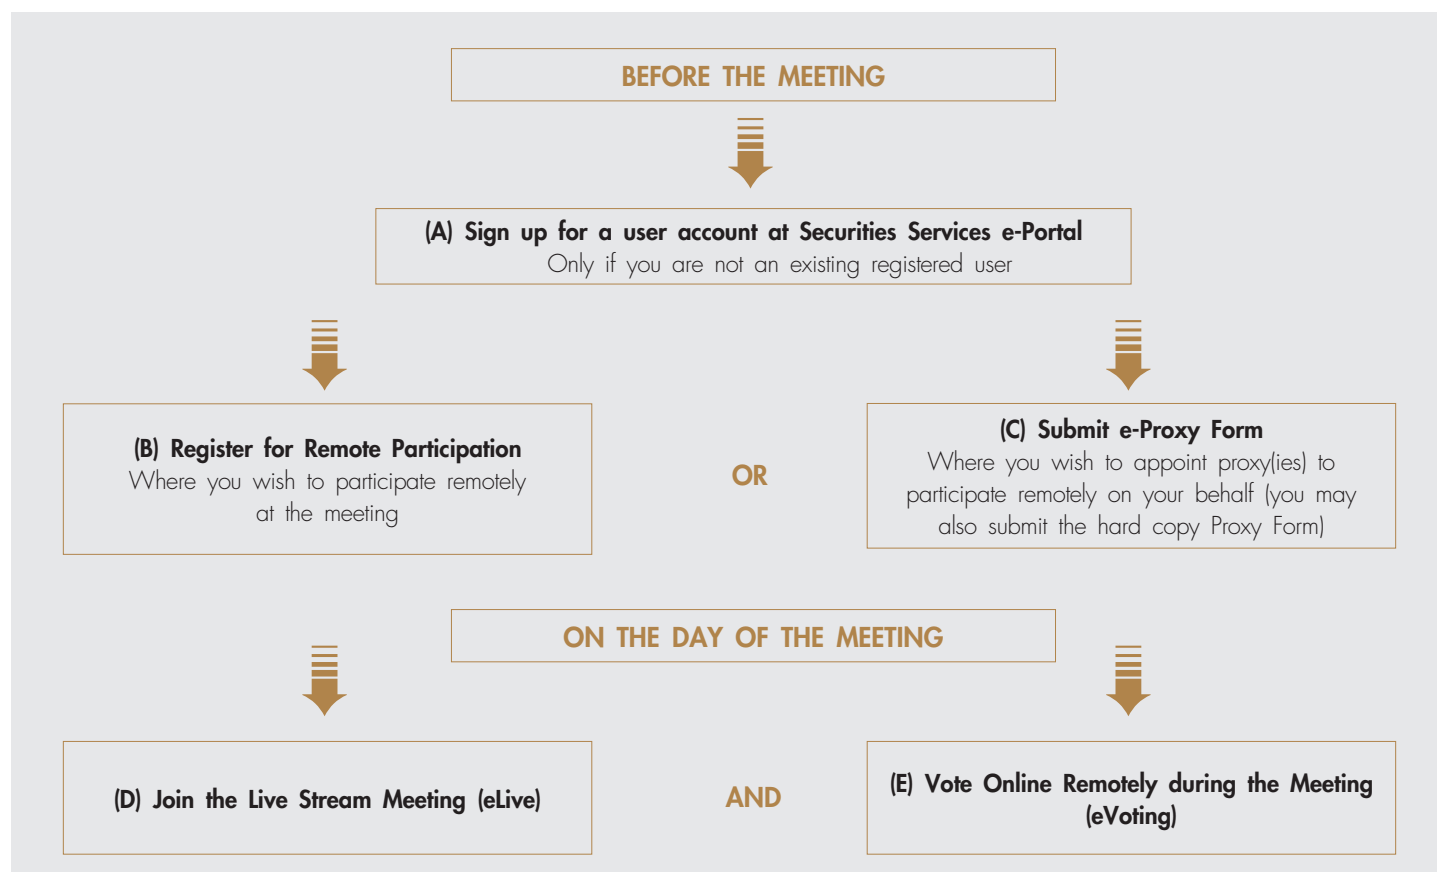 BEFORE THE MEETING
(A) Sign up for a user account at Securities Services e-Portal
Only if you are not an existing registered user
(B) Register for Remote Participation
Where you wish to participate remotely
at the meeting
OR
(C) Submit e-Proxy Form
Where you wish to appoint proxy(ies) to
participate remotely on your behalf (you may
also submit the hard copy Proxy Form)
ON THE DAY OF THE MEETING
(D) Join the Live Stream Meeting (eLive)
AND
(E) Vote Online Remotely during the Meeting
(eVoting)